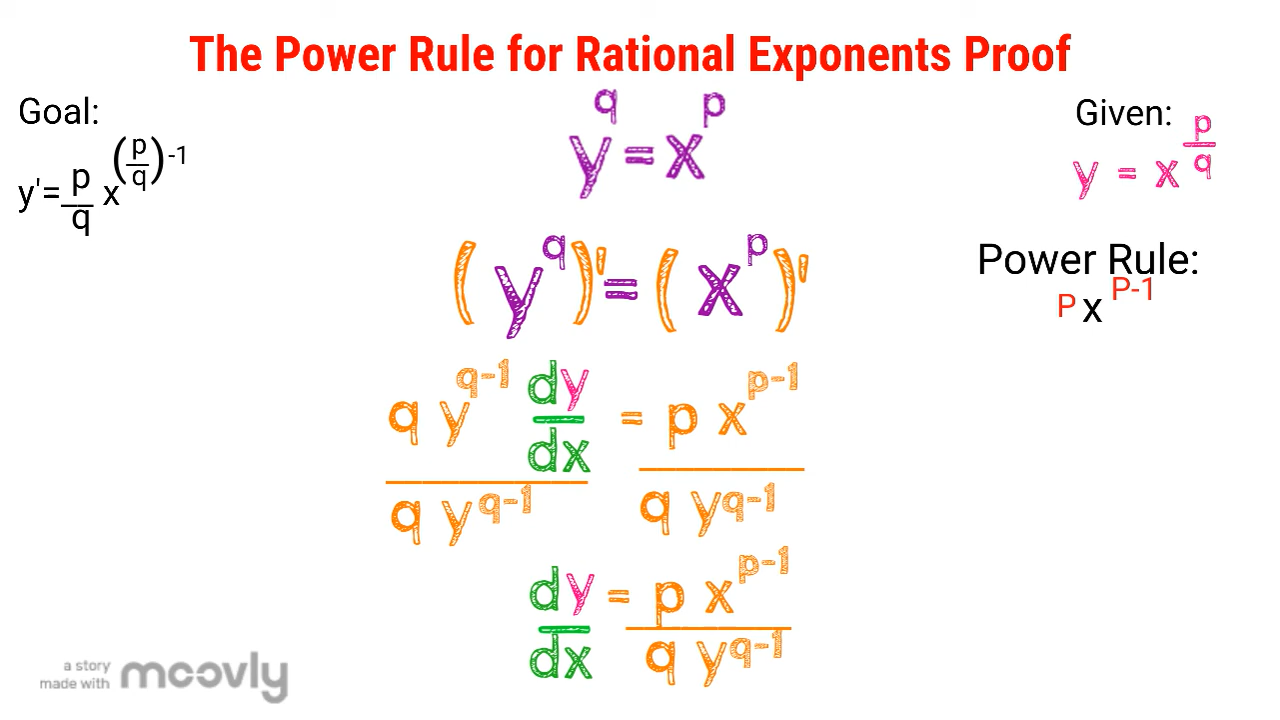 The Power Rule for Rational Exponents Proof
Goal:
y'= p/q x^(p/q)-1
y^q = x^p
(y^q)' = (x^p)'
q y^q-1 dy/dx / q y^q-1 = p x^p-1 / q y^q-1
dy/dx = p x^p-1 / q y^q-1
Given:
y = x^p/q
Power Rule:
P x^P-1
a story
made with moovly